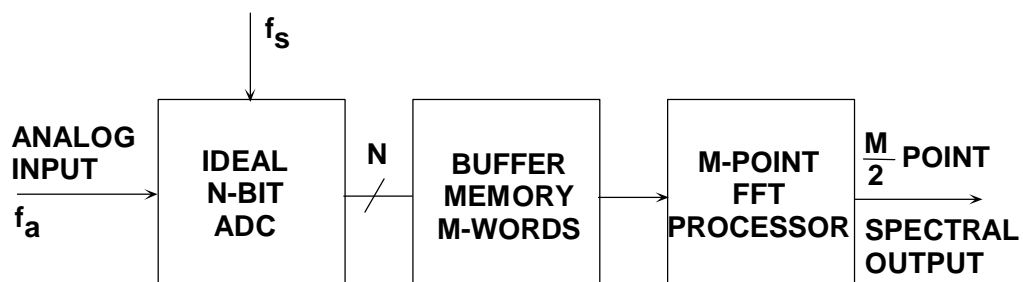 fs
ANALOG
INPUT
fa
IDEAL
N-BIT
ADC
N
BUFFER
MEMORY
M-WORDS
M-POINT
FFT
PROCESSOR
M/2 POINT
SPECTRAL
OUTPUT